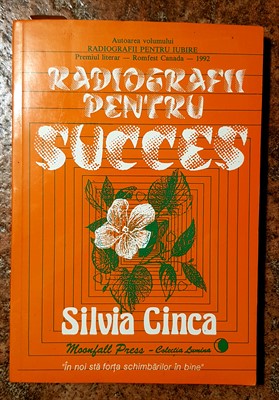 Autoarea volumului
RADIOGRAFII PENTRU IUBIRE
Premiul literar — Romfest Canada — 1992
RADIOGRAFII
PENTRU
SUCCES
Silvia Cinca
Moonfall Press – Colecția Lumina
"În noi stă forța schimbărilor în bine"